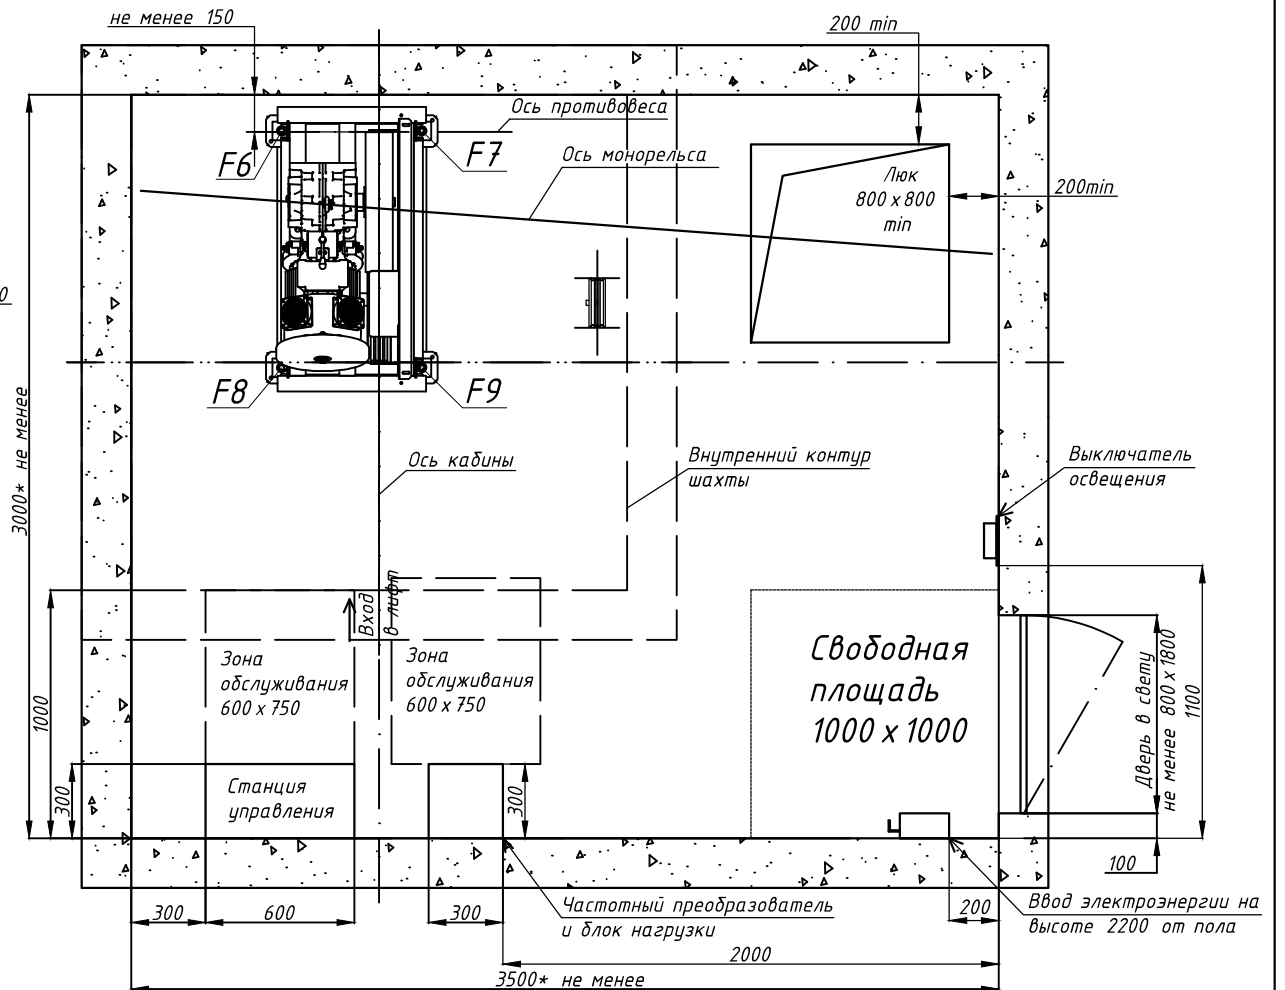 не менее 150
200 min
Ось противовеса
F6
F7
Ось монорельса
Люк
800 x 800
min
200min
0
F8
F9
3000* не менее
Ось кабины
Внутренний контур
шахты
Выключатель
освещения
Вход
в лифт
Зона
обслуживания
600 x 750
Зона
обслуживания
600 x 750
Свободная
площадь
1000 x 1000
Дверь в свету
не менее 800 x 1800
1100
1000
300
Станция
управления
300
100
300
600
300
Частотный преобразователь
и блок нагрузки
200
Ввод электроэнергии на
высоте 2200 от пола
2000
3500* не менее